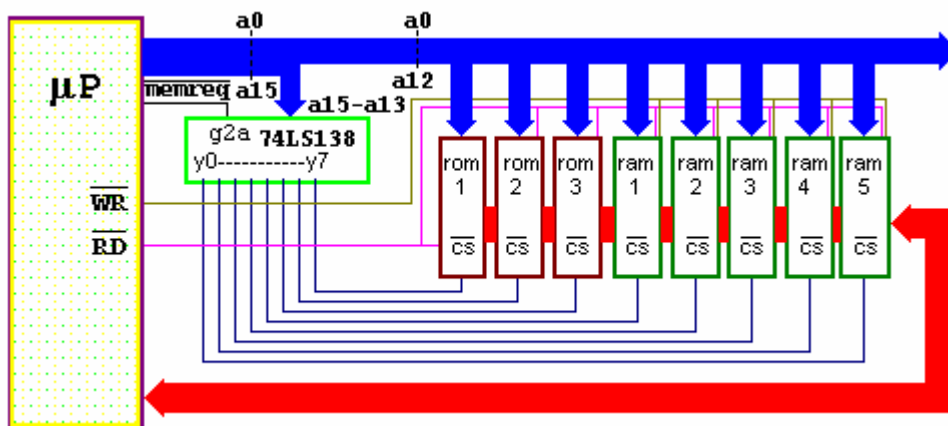 a0 a0
μP
memreq a15 a12
a15-a13
g2a 74LS138
y0-----------y7
rom 1 rom 2 rom 3 ram 1 ram 2 ram 3 ram 4 ram 5
WR
RD
cs cs cs cs cs cs cs cs